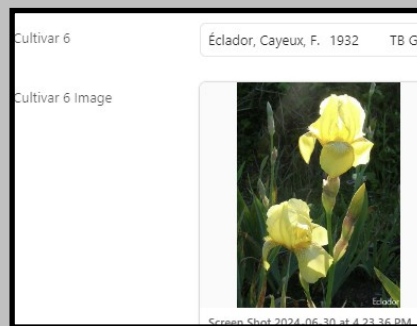 Cultivar 6
Éclador, Cayeux, F. 1932 TB G
Cultivar 6 Image
Eclador
Screen Shot 2024-06-30 at 4.23.36 PM